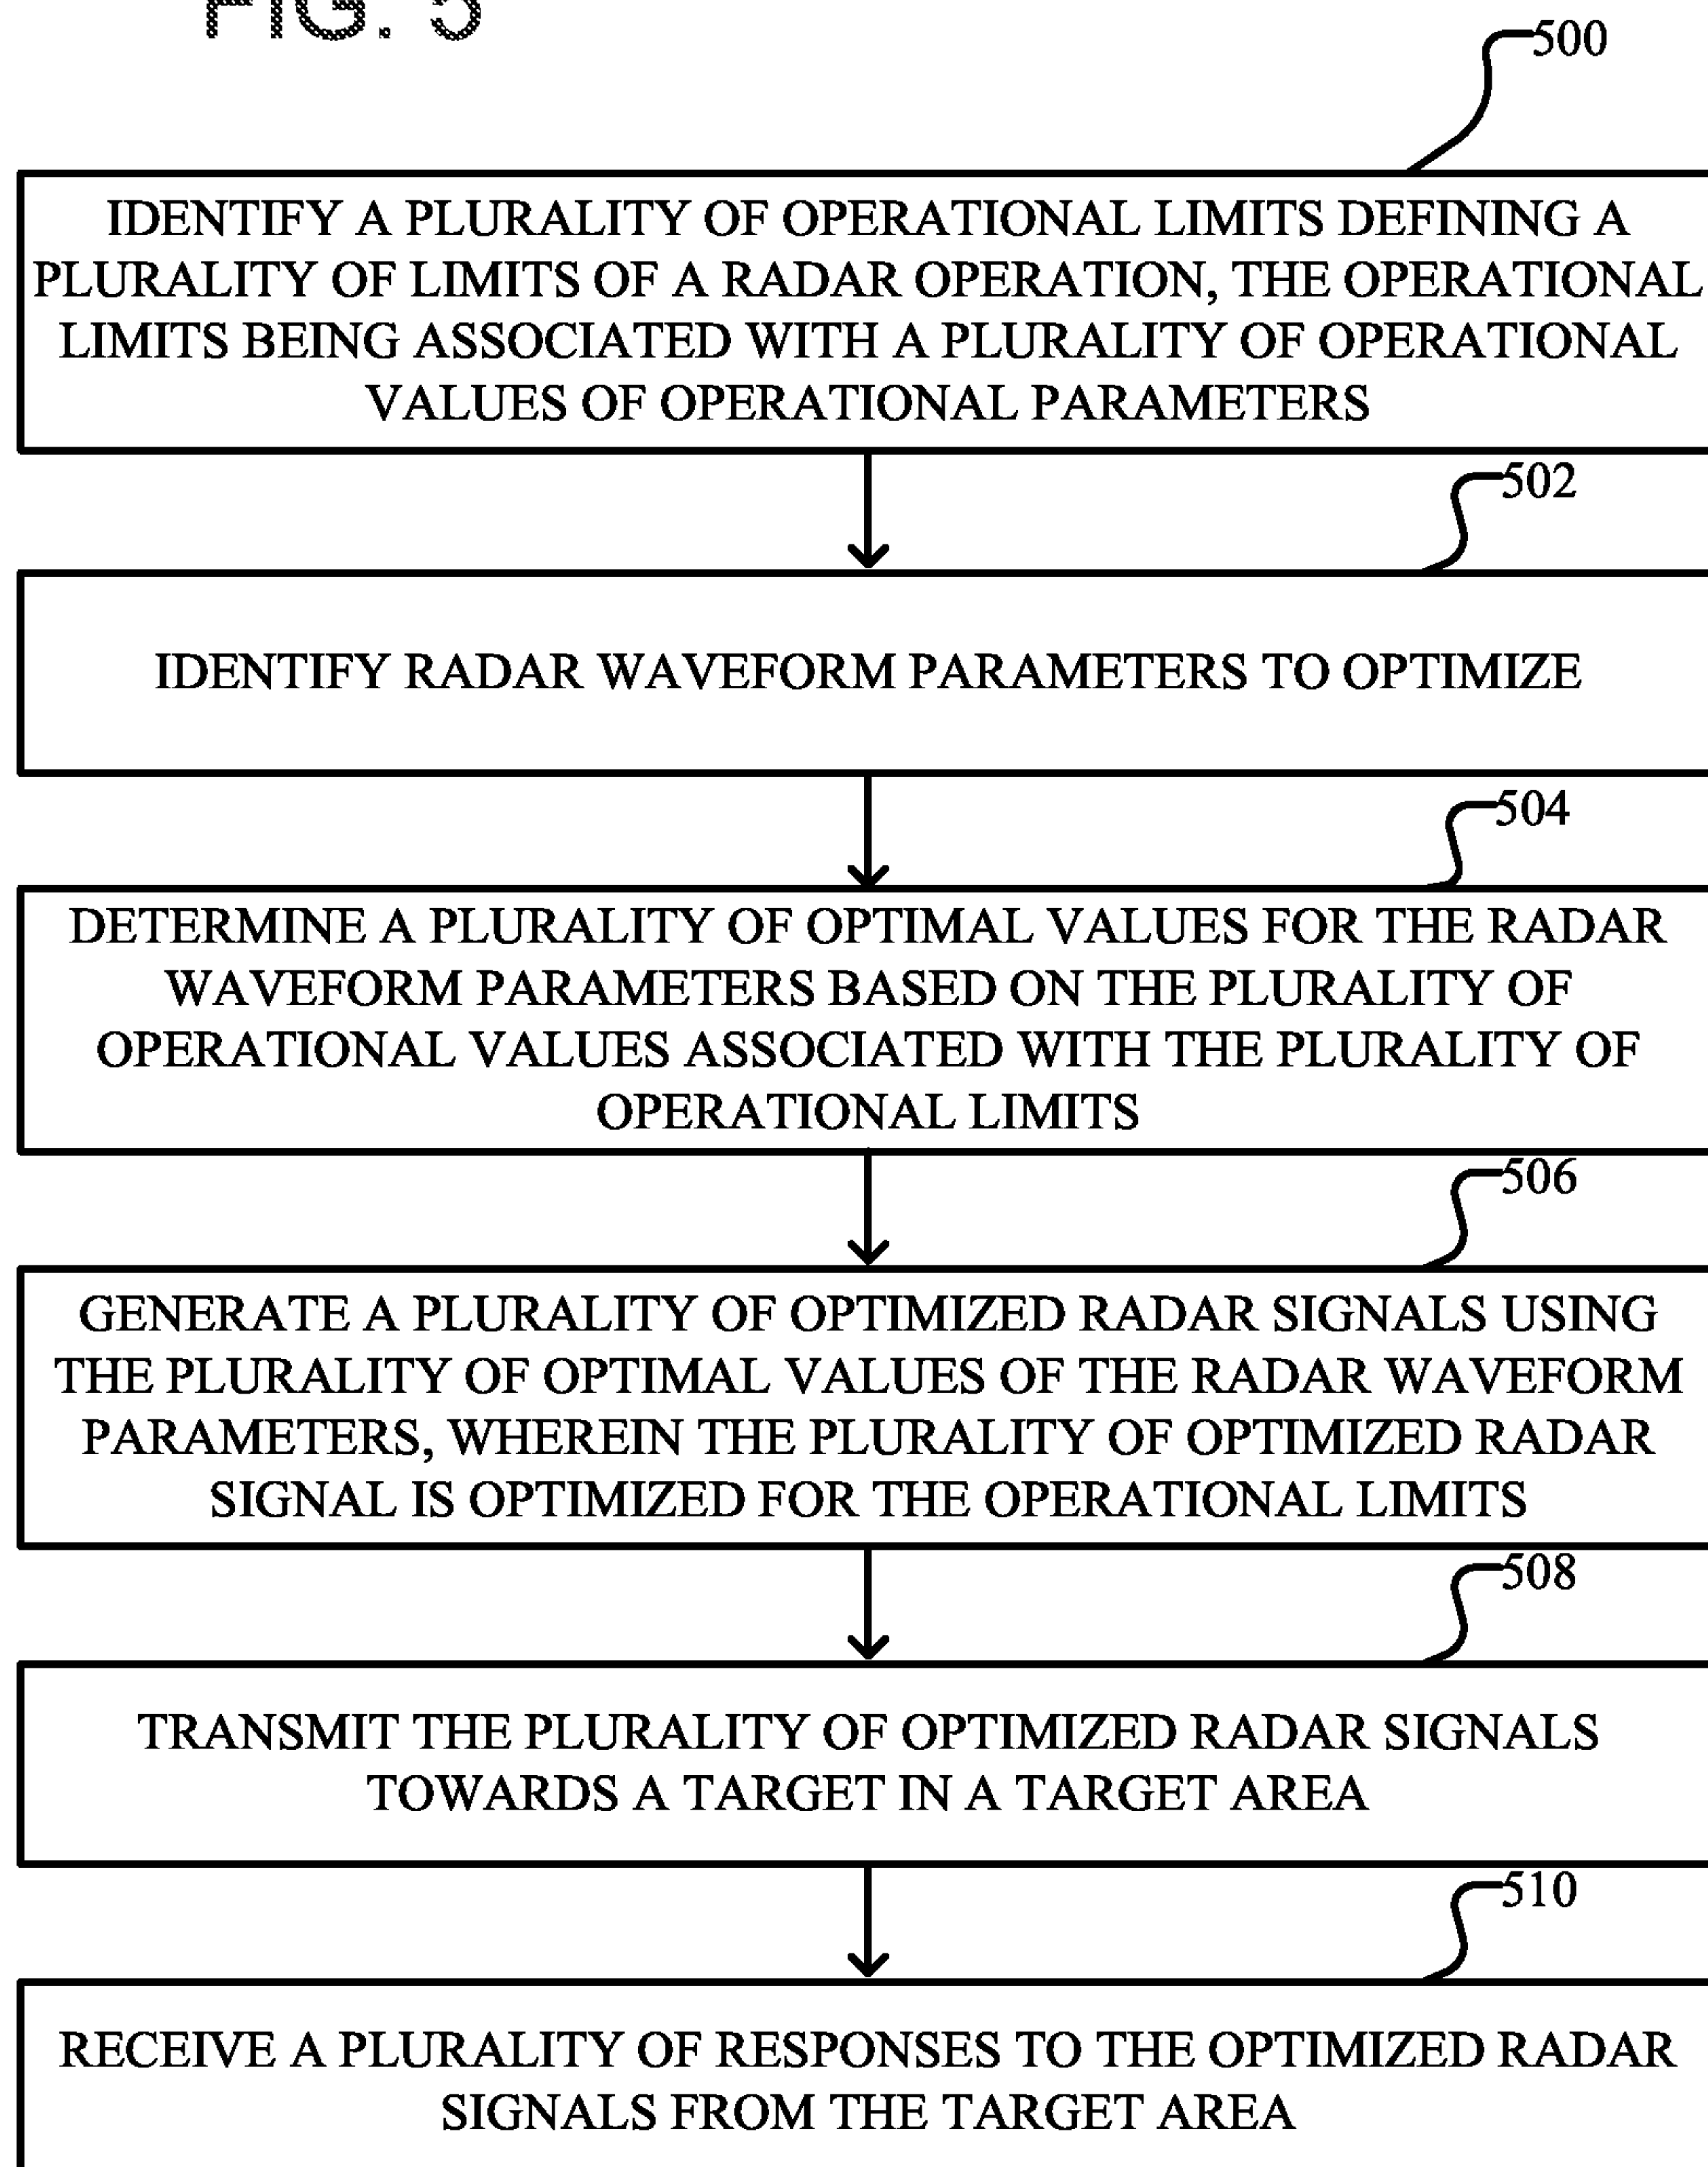 FIG. 5
500
IDENTIFY A PLURALITY OF OPERATIONAL LIMITS DEFINING A
PLURALITY OF LIMITS OF A RADAR OPERATION, THE OPERATIONAL
LIMITS BEING ASSOCIATED WITH A PLURALITY OF OPERATIONAL
VALUES OF OPERATIONAL PARAMETERS
502
IDENTIFY RADAR WAVEFORM PARAMETERS TO OPTIMIZE
504
DETERMINE A PLURALITY OF OPTIMAL VALUES FOR THE RADAR
WAVEFORM PARAMETERS BASED ON THE PLURALITY OF
OPERATIONAL VALUES ASSOCIATED WITH THE PLURALITY OF
OPERATIONAL LIMITS
506
GENERATE A PLURALITY OF OPTIMIZED RADAR SIGNALS USING
THE PLURALITY OF OPTIMAL VALUES OF THE RADAR WAVEFORM
PARAMETERS, WHEREIN THE PLURALITY OF OPTIMIZED RADAR
SIGNAL IS OPTIMIZED FOR THE OPERATIONAL LIMITS
508
TRANSMIT THE PLURALITY OF OPTIMIZED RADAR SIGNALS
TOWARDS A TARGET IN A TARGET AREA
510
RECEIVE A PLURALITY OF RESPONSES TO THE OPTIMIZED RADAR
SIGNALS FROM THE TARGET AREA